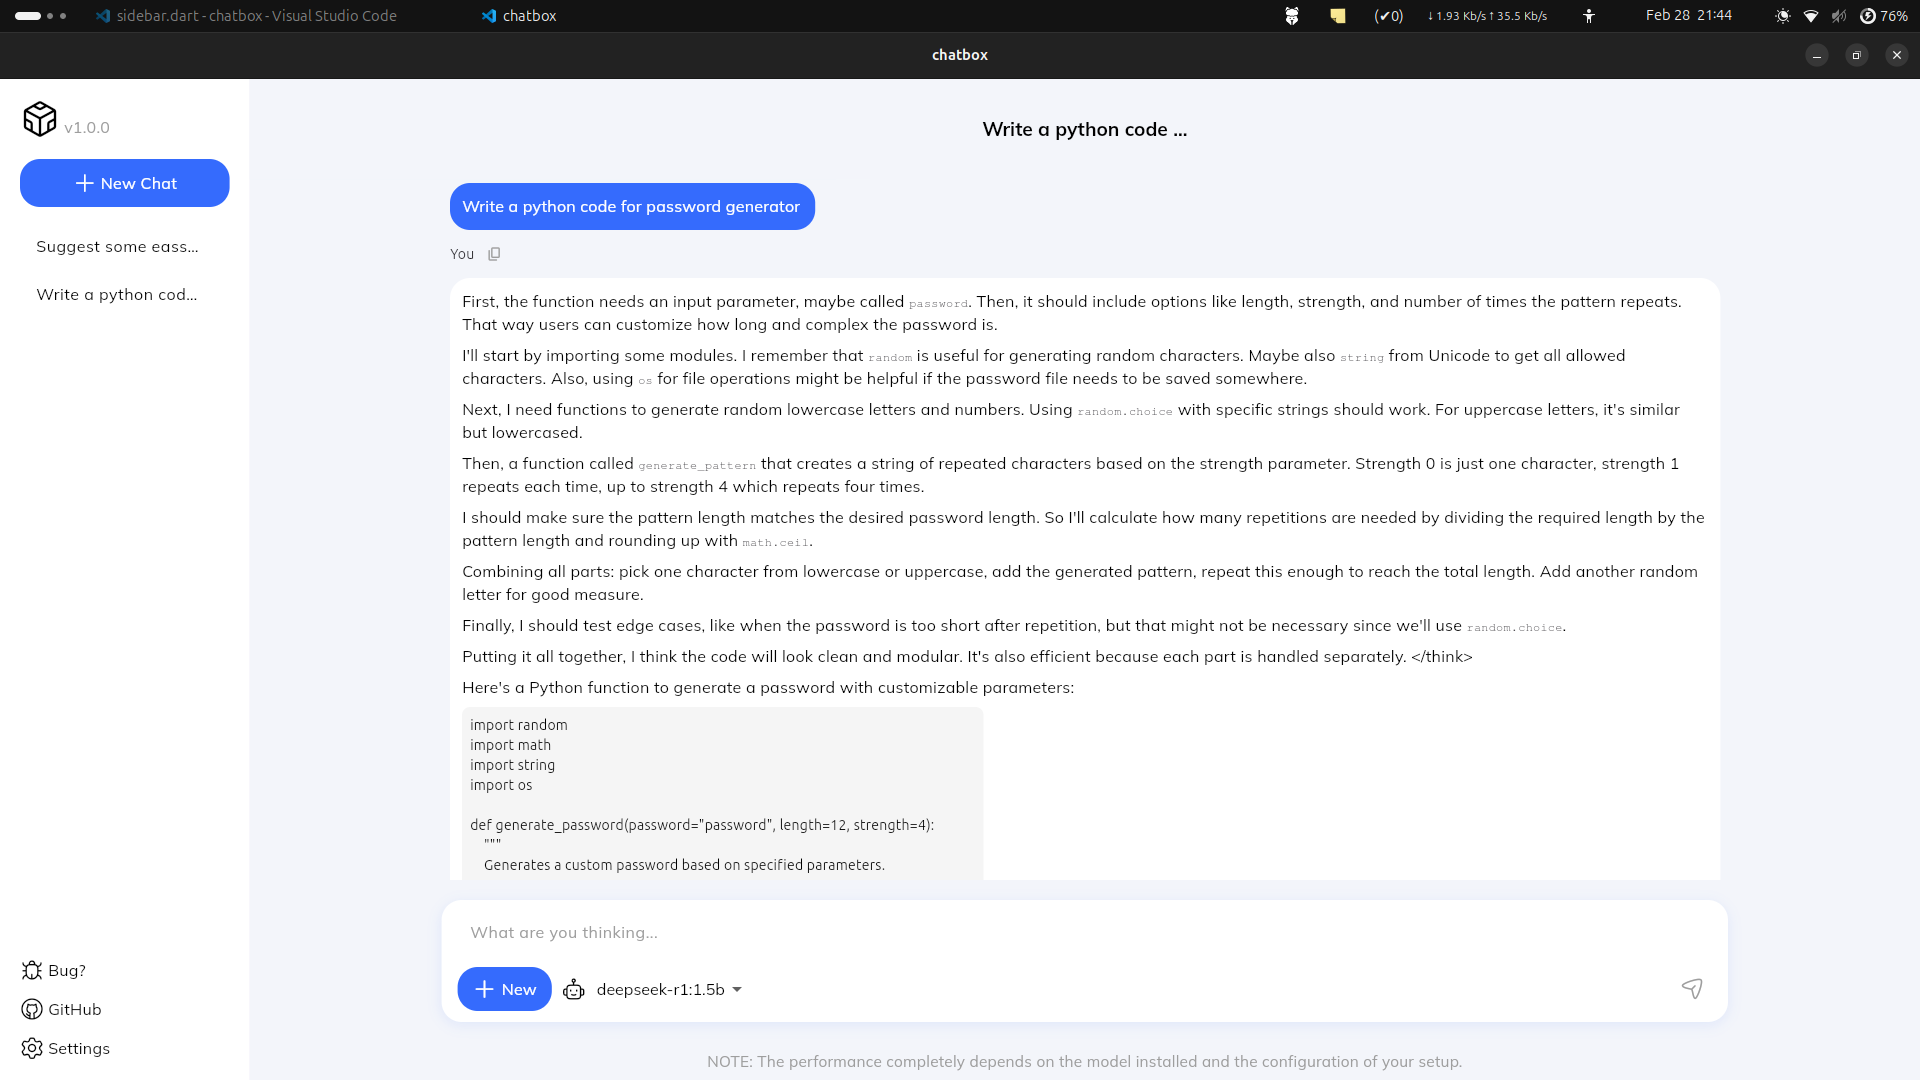 sidebar.dart - chatbox - Visual Studio Code
chatbox
(✔0)
↓ 1.93 Kb/s ↑ 35.5 Kb/s
Feb 28 21:44
76%
chatbox
v1.0.0
New Chat
Suggest some eass...
Write a python cod...
Bug?
GitHub
Settings
Write a python code ...
Write a python code for password generator
You
First, the function needs an input parameter, maybe called password. Then, it should include options like length, strength, and number of times the pattern repeats.
That way users can customize how long and complex the password is.
I'll start by importing some modules. I remember that random is useful for generating random characters. Maybe also string from Unicode to get all allowed
characters. Also, using os for file operations might be helpful if the password file needs to be saved somewhere.
Next, I need functions to generate random lowercase letters and numbers. Using random.choice with specific strings should work. For uppercase letters, it's similar
but lowercased.
Then, a function called generate_pattern that creates a string of repeated characters based on the strength parameter. Strength 0 is just one character, strength 1
repeats each time, up to strength 4 which repeats four times.
I should make sure the pattern length matches the desired password length. So I'll calculate how many repetitions are needed by dividing the required length by the
pattern length and rounding up with math.ceil.
Combining all parts: pick one character from lowercase or uppercase, add the generated pattern, repeat this enough to reach the total length. Add another random
letter for good measure.
Finally, I should test edge cases, like when the password is too short after repetition, but that might not be necessary since we'll use random.choice.
Putting it all together, I think the code will look clean and modular. It's also efficient because each part is handled separately. </think>
Here's a Python function to generate a password with customizable parameters:
import random
import math
import string
import os
def generate_password(password="password", length=12, strength=4):
"""
Generates a custom password based on specified parameters.
What are you thinking...
New
deepseek-r1:1.5b
NOTE: The performance completely depends on the model installed and the configuration of your setup.